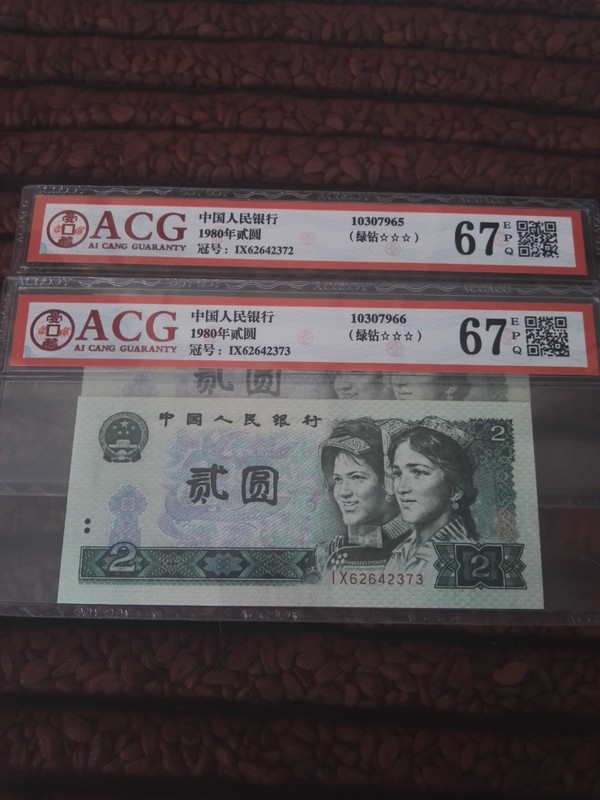 ACG
AI CANG GUARANTY
中国人民银行
1980年贰圆
冠号：IX62642372
10307965
（绿钻☆☆☆）
67
EPQ
ACG
AI CANG GUARANTY
中国人民银行
1980年贰圆
冠号：IX62642373
10307966
（绿钻☆☆☆）
67
EPQ
贰圆
中国人民银行
2
贰圆
2
IX62642373
2